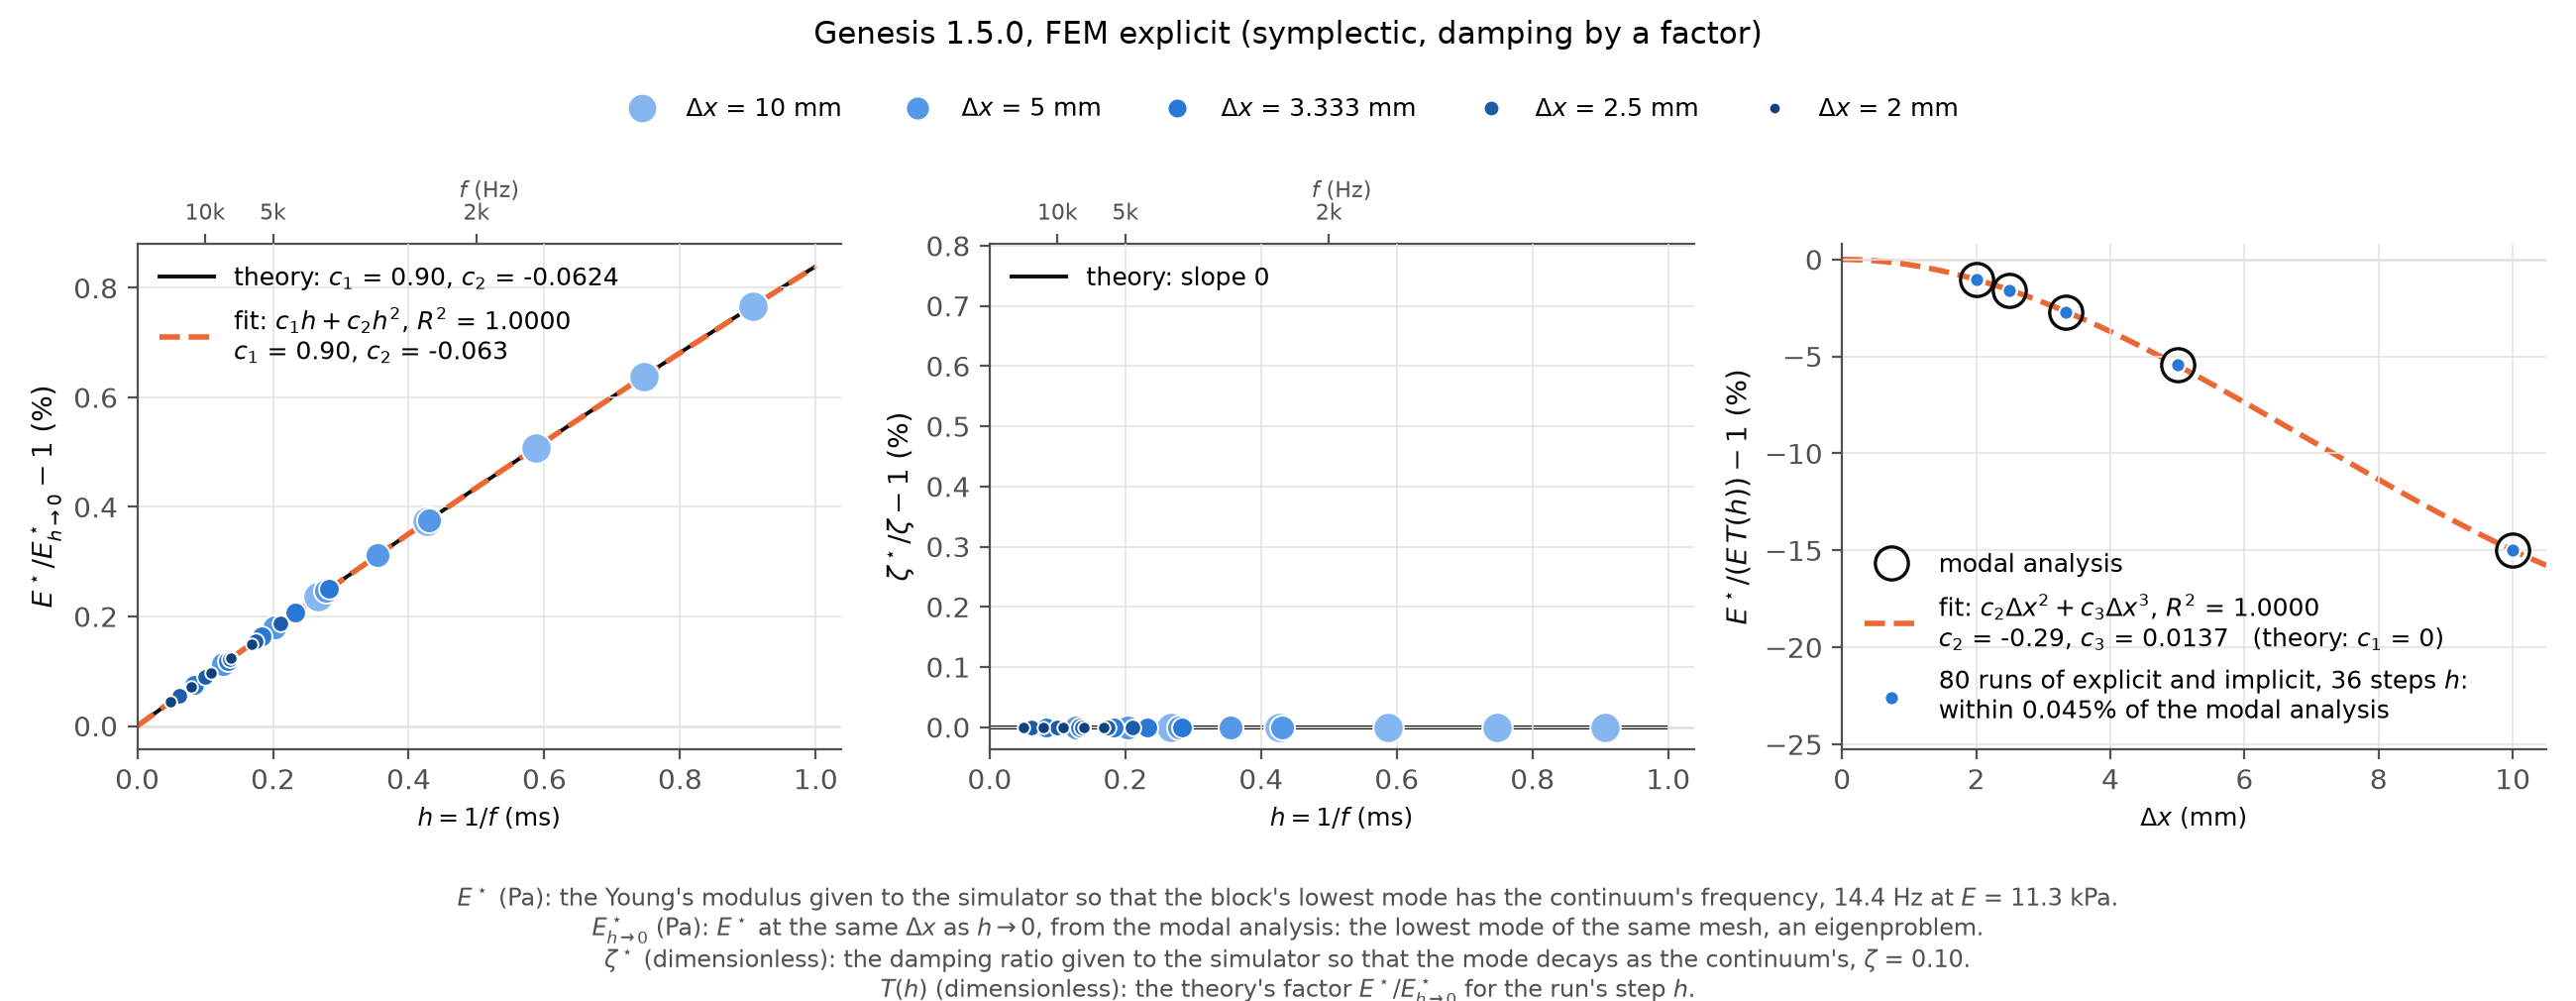 Genesis 1.5.0, FEM explicit (symplectic, damping by a factor)
Δx = 10 mm
Δx = 5 mm
Δx = 3.333 mm
Δx = 2.5 mm
Δx = 2 mm
f (Hz)
10k 5k 2k
theory: c₁ = 0.90, c₂ = -0.0624
fit: c₁h + c₂h², R² = 1.0000
c₁ = 0.90, c₂ = -0.063
E⋆/E⋆h→0 − 1 (%)
0.8
0.6
0.4
0.2
0.0
0.0 0.2 0.4 0.6 0.8 1.0
h = 1/f (ms)
f (Hz)
10k 5k 2k
theory: slope 0
ζ⋆/ζ − 1 (%)
0.8
0.7
0.6
0.5
0.4
0.3
0.2
0.1
0.0
0.0 0.2 0.4 0.6 0.8 1.0
h = 1/f (ms)
E⋆/(ET(h)) − 1 (%)
0
−5
−10
−15
−20
−25
modal analysis
fit: c₂Δx² + c₃Δx³, R² = 1.0000
c₂ = -0.29, c₃ = 0.0137 (theory: c₁ = 0)
80 runs of explicit and implicit, 36 steps h:
within 0.045% of the modal analysis
0 2 4 6 8 10
Δx (mm)
E⋆ (Pa): the Young's modulus given to the simulator so that the block's lowest mode has the continuum's frequency, 14.4 Hz at E = 11.3 kPa.
E⋆h→0 (Pa): E⋆ at the same Δx as h→0, from the modal analysis: the lowest mode of the same mesh, an eigenproblem.
ζ⋆ (dimensionless): the damping ratio given to the simulator so that the mode decays as the continuum's, ζ = 0.10.
T(h) (dimensionless): the theory's factor E⋆/E⋆h→0 for the run's step h.